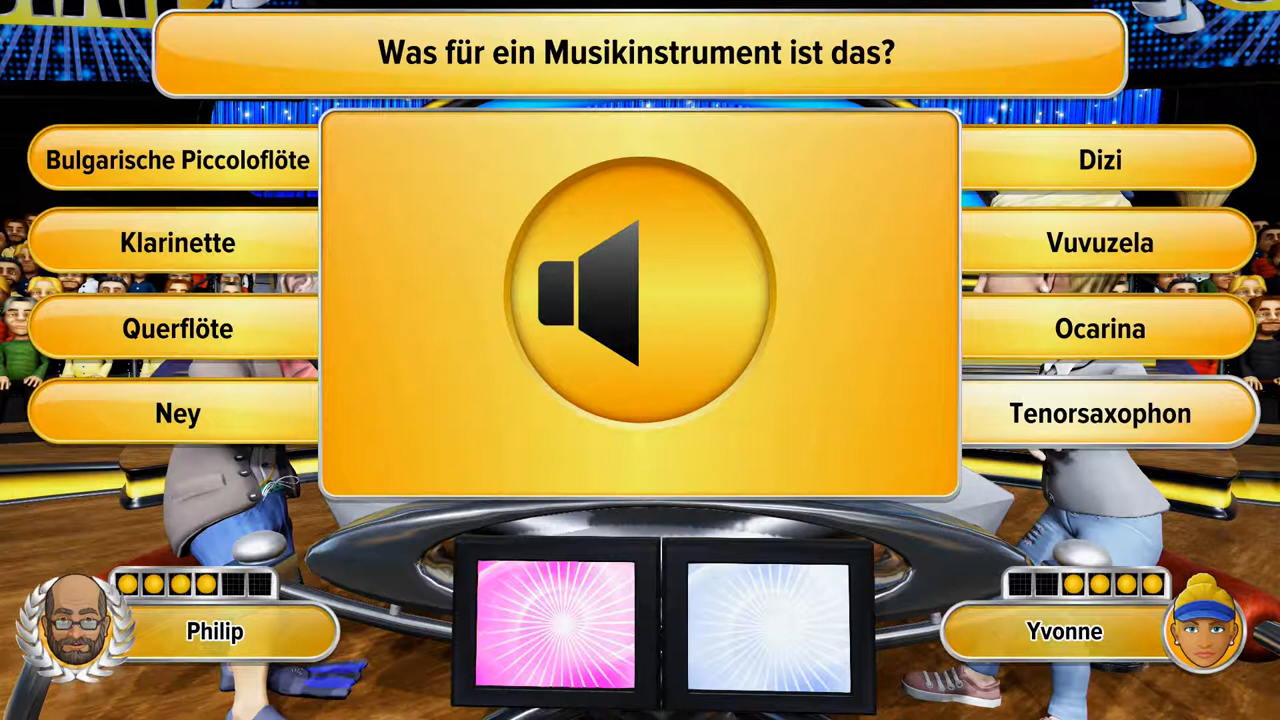 Was für ein Musikinstrument ist das?
Bulgarische Piccoloflöte
Dizi
Klarinette
Vuvuzela
Querflöte
Ocarina
Ney
Tenorsaxophon
Philip
Yvonne